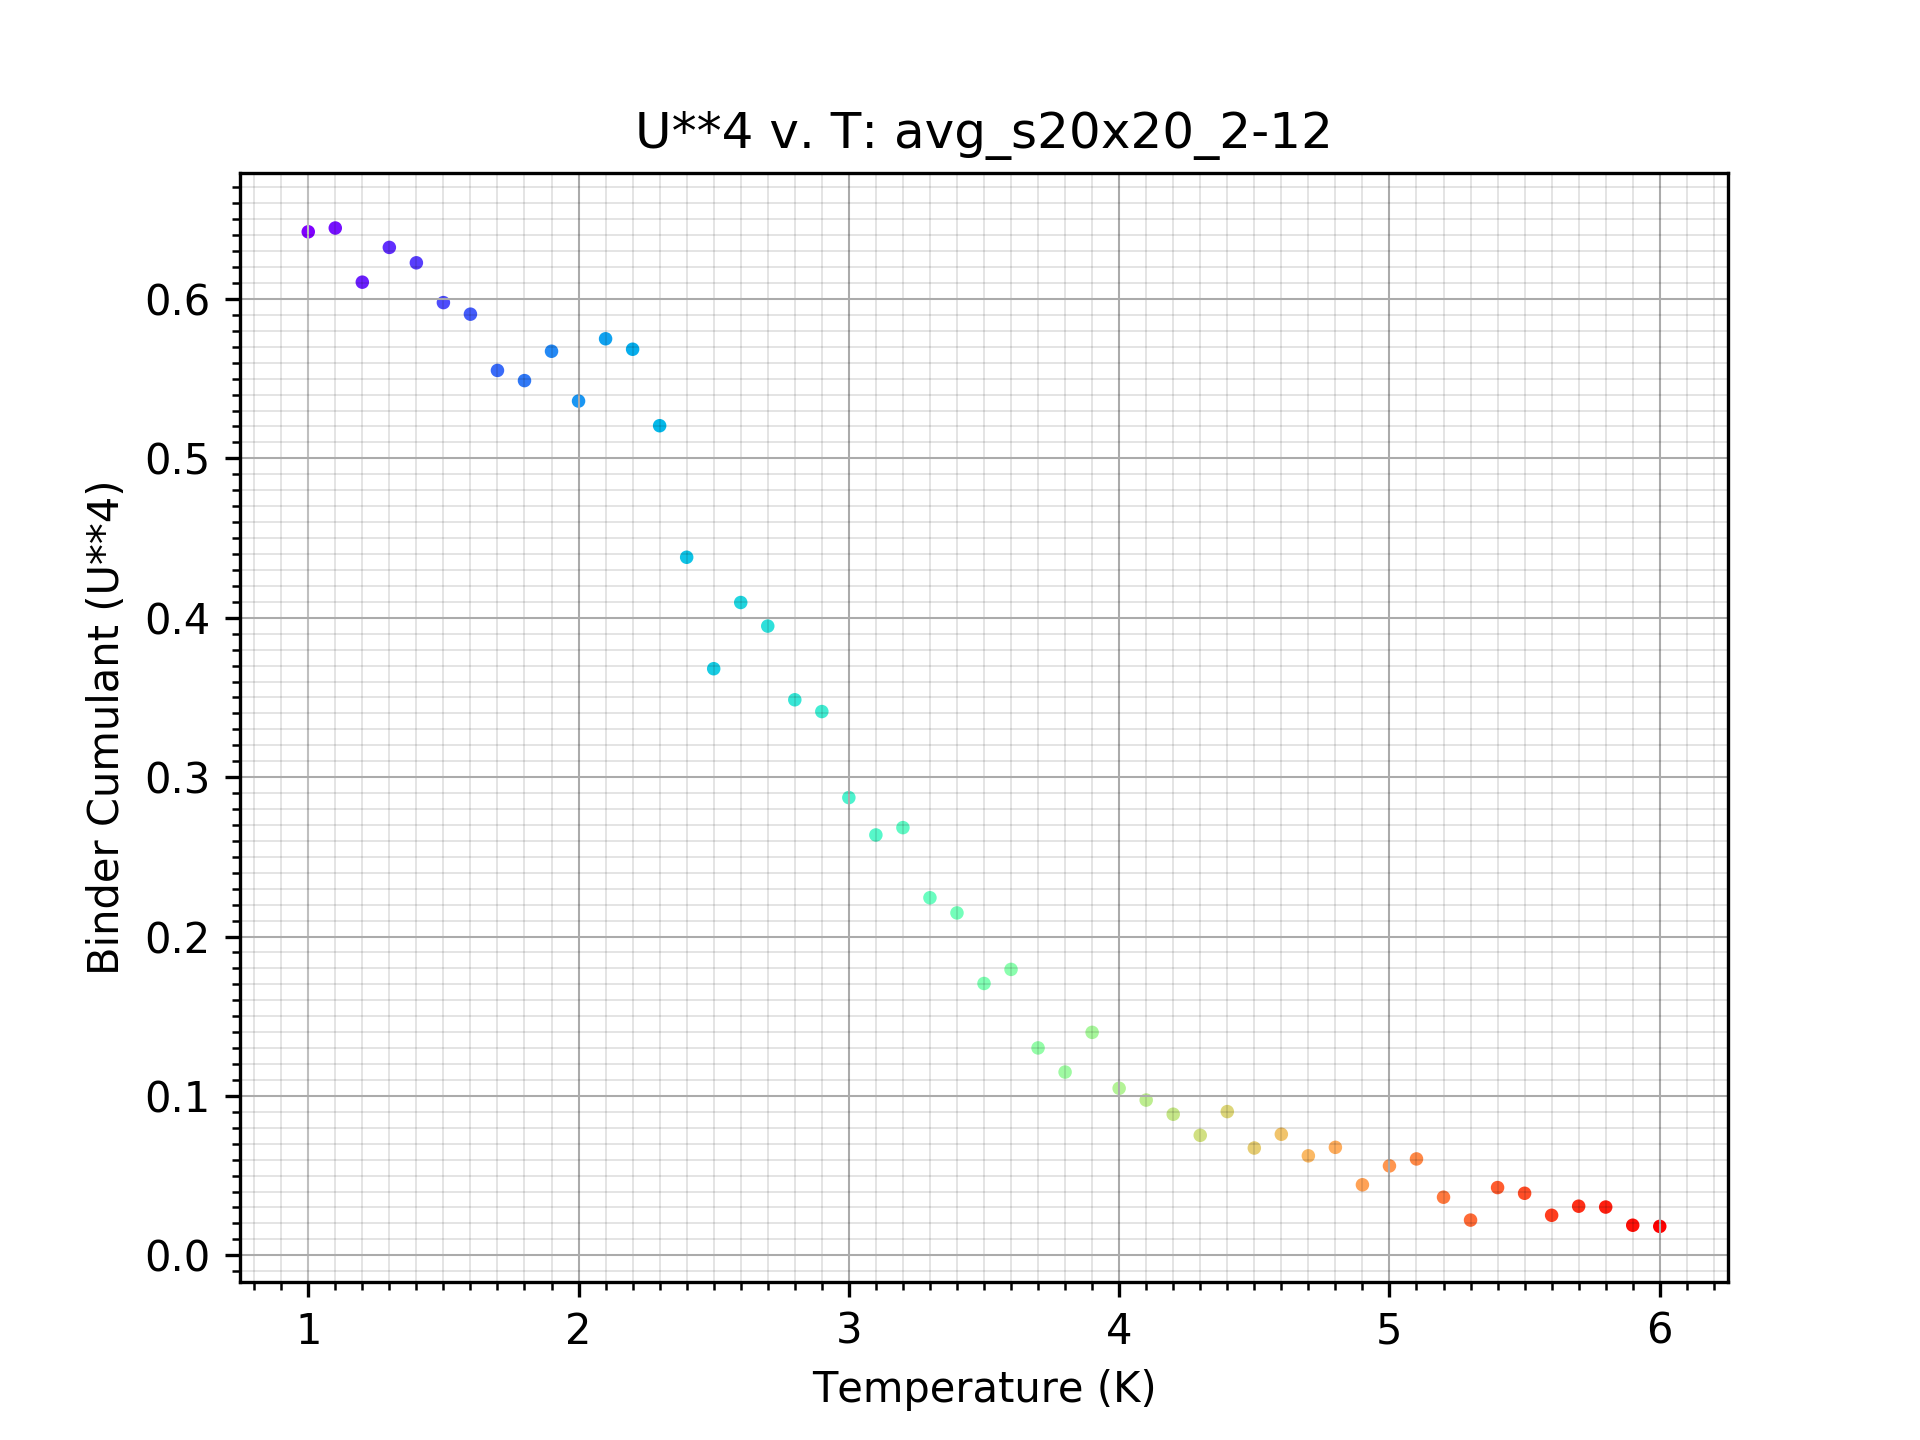 U**4 v. T: avg_s20x20_2-12
Binder Cumulant (U**4)
0.6
0.5
0.4
0.3
0.2
0.1
0.0
1 2 3 4 5 6
Temperature (K)